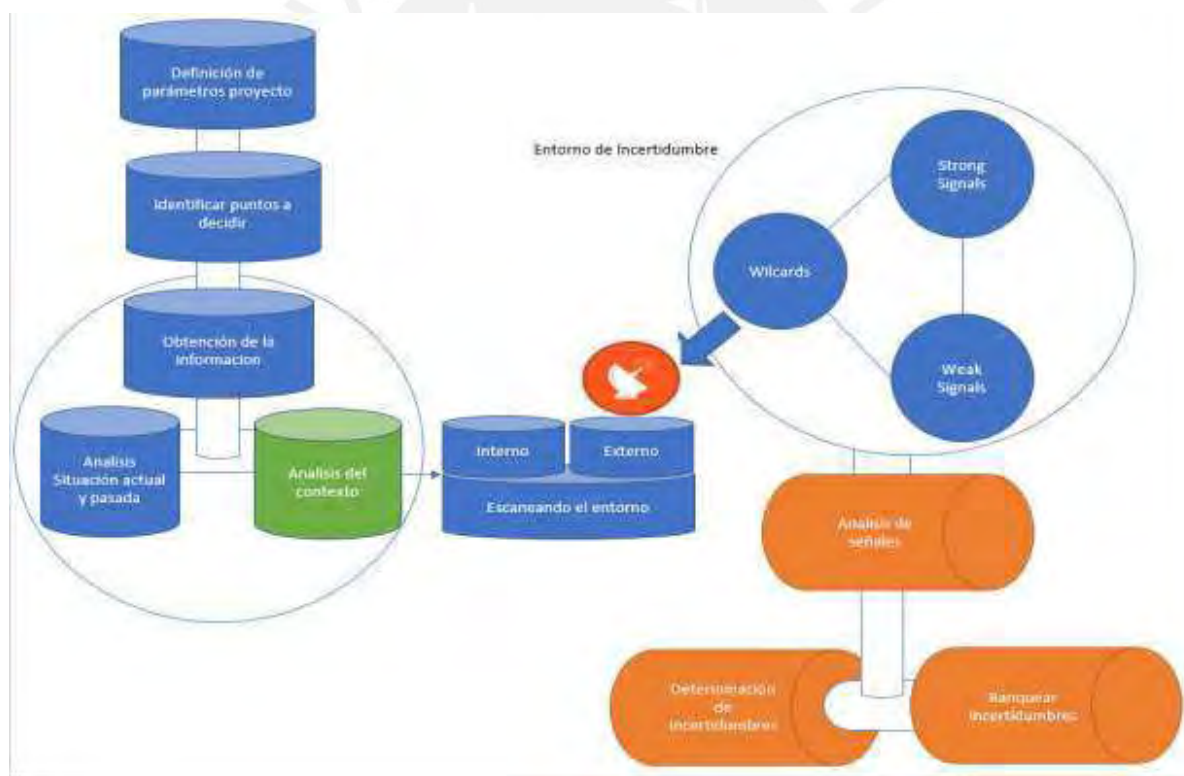 Definición de
parámetros proyecto
Identificar puntos a
decidir
Obtención de la
informacion
Analisis
Situación actual
y pasada
Analisis del
contexto
Interno
Externo
Escaneando el entorno
Entorno de Incertidumbre
Strong
Signals
Wilcards
Weak
Signals
Analisis de
señales
Determinación
de
incertidumbres
Ranquear
incertidumbres